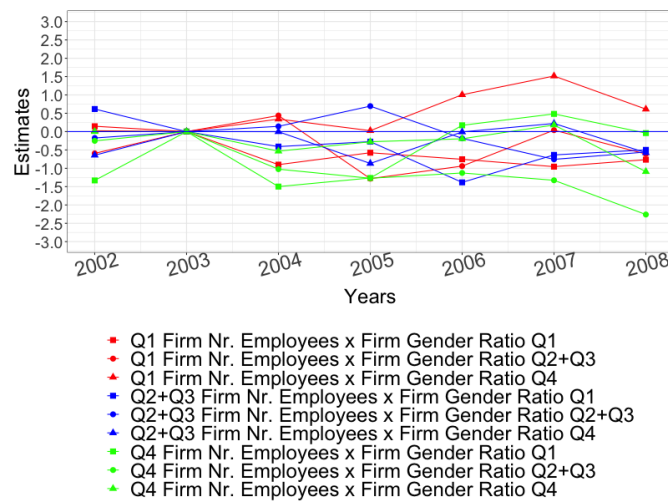 3.0
2.5
2.0
1.5
1.0
0.5
0.0
-0.5
-1.0
-1.5
-2.0
-2.5
-3.0
Estimates
2002 2003 2004 2005 2006 2007 2008
Years
Q1 Firm Nr. Employees x Firm Gender Ratio Q1
Q1 Firm Nr. Employees x Firm Gender Ratio Q2+Q3
Q1 Firm Nr. Employees x Firm Gender Ratio Q4
Q2+Q3 Firm Nr. Employees x Firm Gender Ratio Q1
Q2+Q3 Firm Nr. Employees x Firm Gender Ratio Q2+Q3
Q2+Q3 Firm Nr. Employees x Firm Gender Ratio Q4
Q4 Firm Nr. Employees x Firm Gender Ratio Q1
Q4 Firm Nr. Employees x Firm Gender Ratio Q2+Q3
Q4 Firm Nr. Employees x Firm Gender Ratio Q4